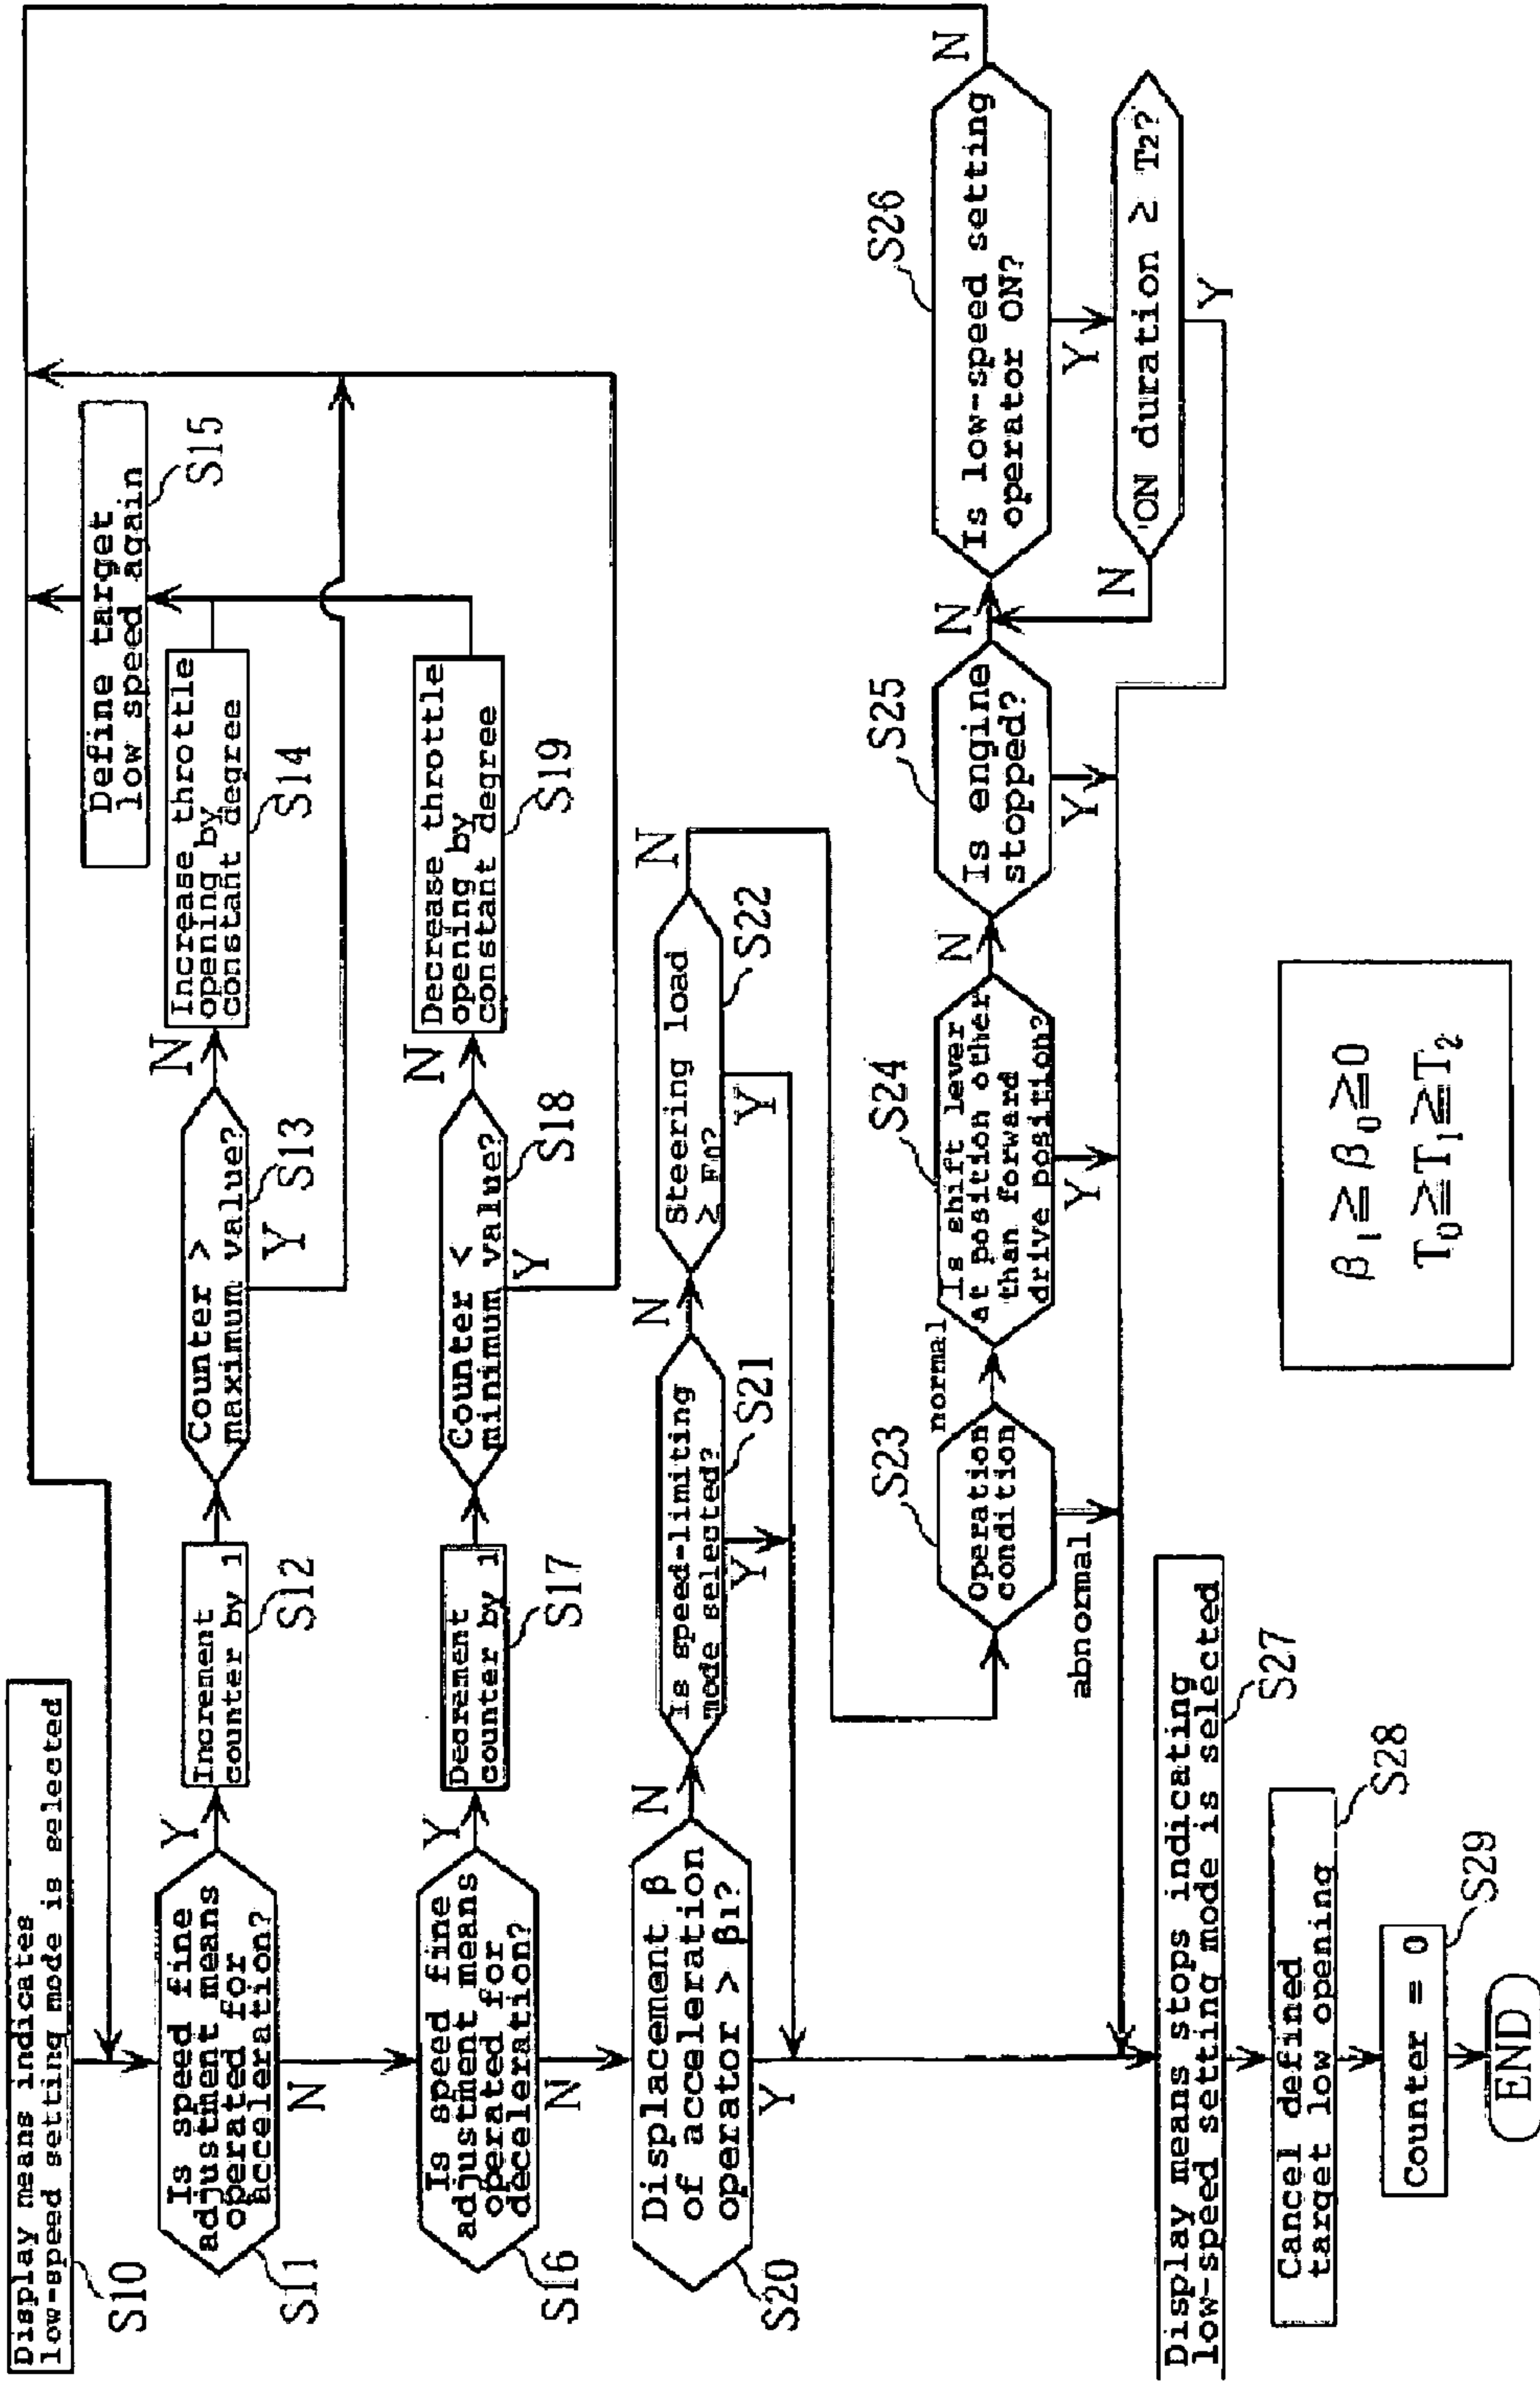 Display means indicates
low-speed setting mode is selected
S10
Is speed fine
adjustment means
operated for
acceleration?
S11
Y
N
Increment
counter by 1
S12
Counter >
maximum value?
S13
Y
N
Increase throttle
opening by
constant degree
S14
Define target
low speed again
S15
Is speed fine
adjustment means
operated for
deceleration?
S16
Y
N
Decrement
counter by 1
S17
Counter <
minimum value?
S18
Y
N
Decrease throttle
opening by
constant degree
S19
Displacement β
of acceleration
operator > β1?
S20
Y
N
Is speed-limiting
mode selected?
S21
Y
N
Steering load
≥ F0?
S22
Y
N
Operation
condition
S23
normal
abnormal
Is shift lever
at position other
than forward
drive position?
S24
Y
N
Is engine
stopped?
S25
Y
N
Is low-speed setting
operator ON?
S26
Y
N
ON duration ≥ T2?
N
Y
Display means stops indicating
low-speed setting mode is selected
S27
Cancel defined
target low opening
S28
Counter = 0
S29
END
β1≧β0≧0
T0≧T1≧T2